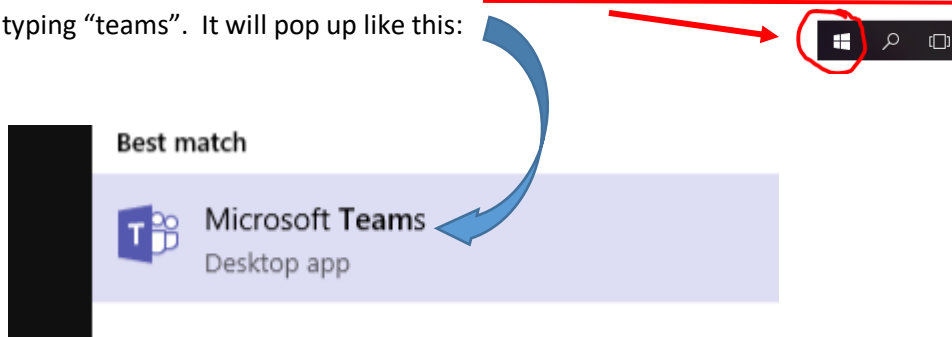 typing “teams”.  It will pop up like this:
Best match
T
Microsoft Teams
Desktop app